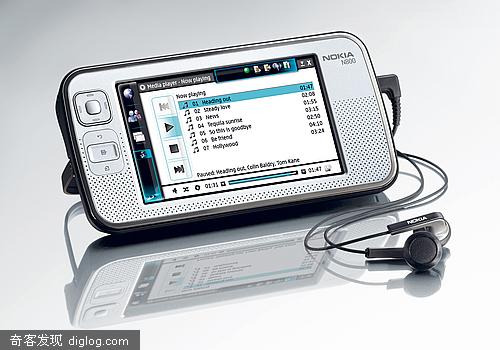 NOKIA
N800
Media player - Now playing
Now playing
01 Heading out 01:47
02 Steady love 02:08
03 News 01:55
04 Tequila sunrise 03:15
05 So this is goodbye 02:50
06 Be friend 04:10
07 Hollywood 03:24
Paused: Heading out, Colin Baldry, Tom Kane
01:31 01:47
NOKIA
奇客发现 diglog.com